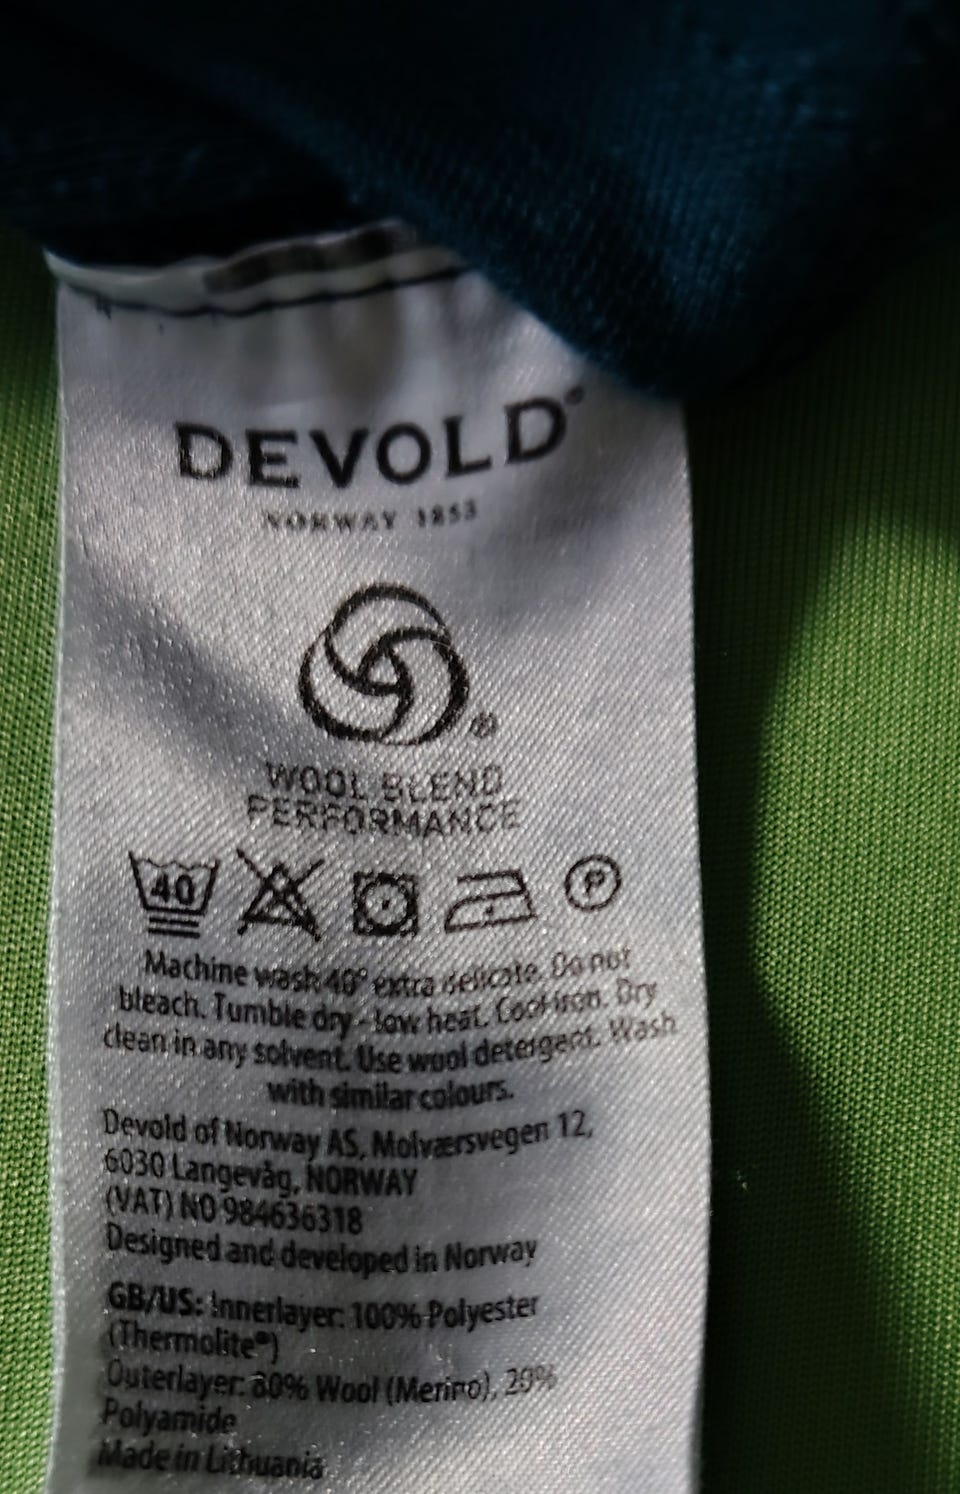 DEVOLD®
NORWAY 1853
®
WOOL BLEND
PERFORMANCE
40 P
Machine wash 40° extra delicate. Do not
bleach. Tumble dry - low heat. Cool iron. Dry
clean in any solvent. Use wool detergent. Wash
with similar colours.
Devold of Norway AS, Molværsvegen 12,
6030 Langevåg, NORWAY
(VAT) NO 984636318
Designed and developed in Norway
GB/US: Innerlayer: 100% Polyester
(Thermolite®)
Outerlayer: 80% Wool (Merino), 20%
Polyamide
Made in Lithuania